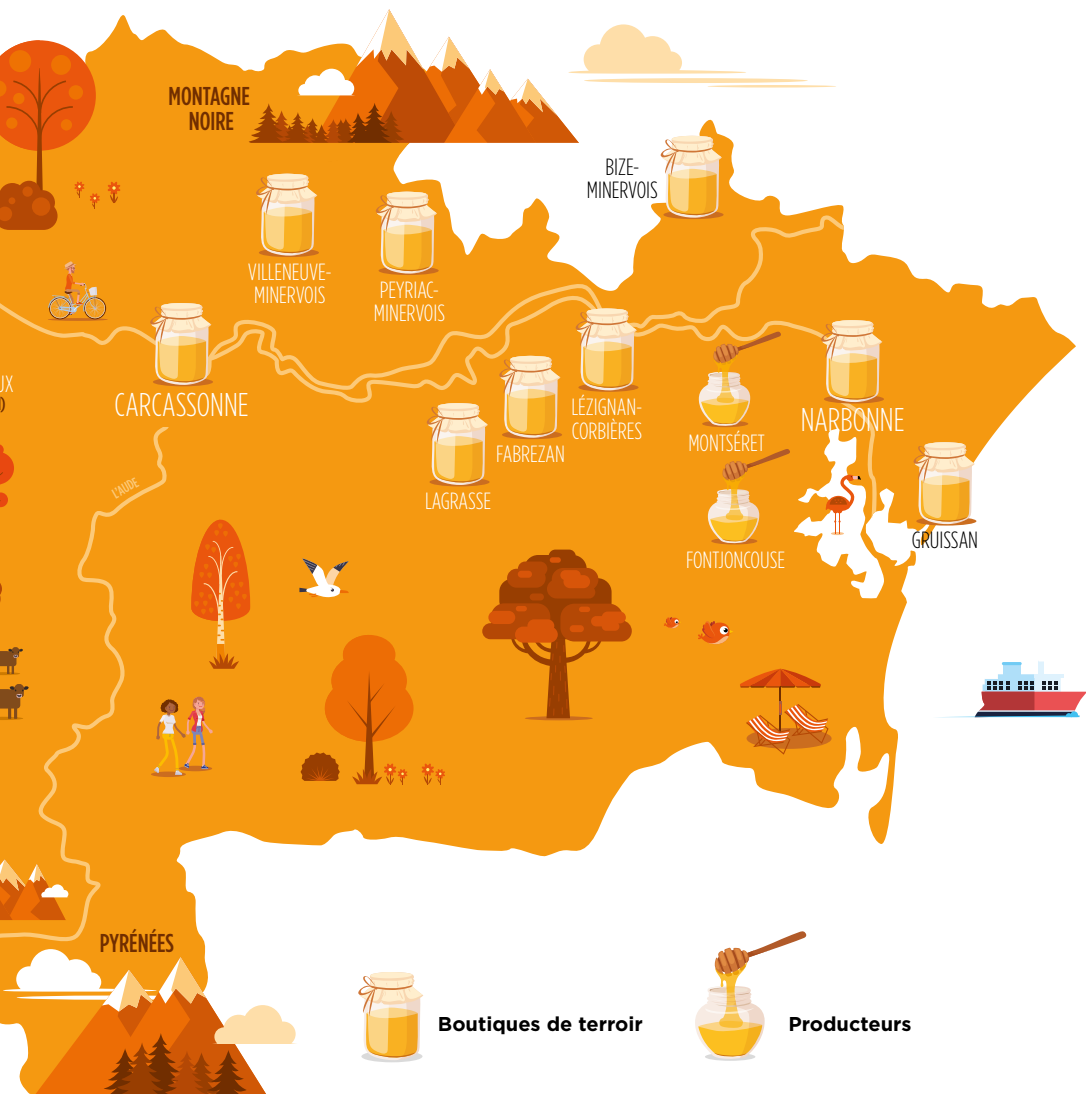 MONTAGNE
NOIRE
BIZE-
MINERVOIS
VILLENEUVE-
MINERVOIS
PEYRIAC-
MINERVOIS
CARCASSONNE
LÉZIGNAN-
CORBIÈRES
NARBONNE
FABREZAN
MONTSÉRET
LAGRASSE
L'AUDE
GRUISSAN
FONTJONCOUSE
PYRÉNÉES
Boutiques de terroir
Producteurs